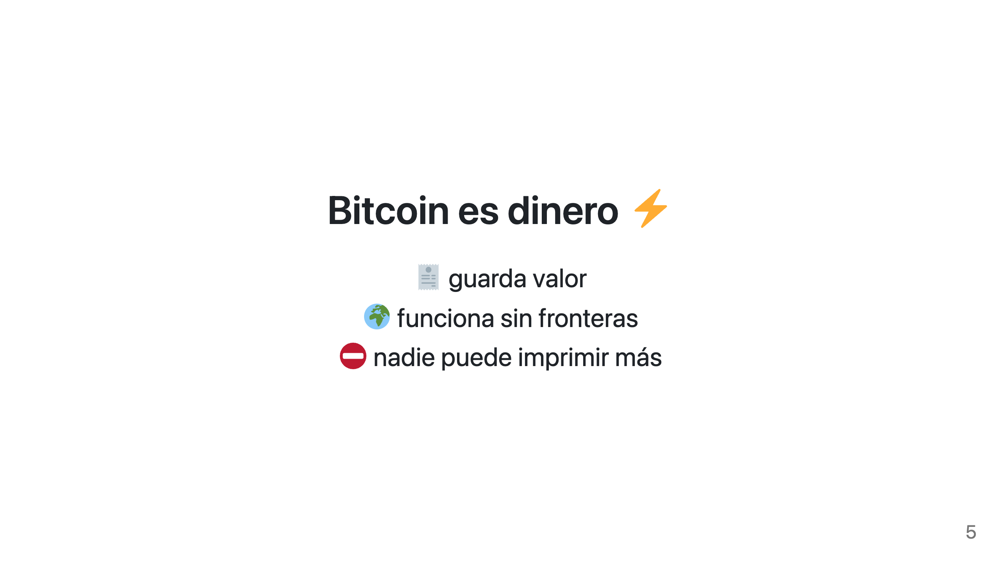 Bitcoin es dinero ⚡
🧾 guarda valor
🌍 funciona sin fronteras
⛔ nadie puede imprimir más
5